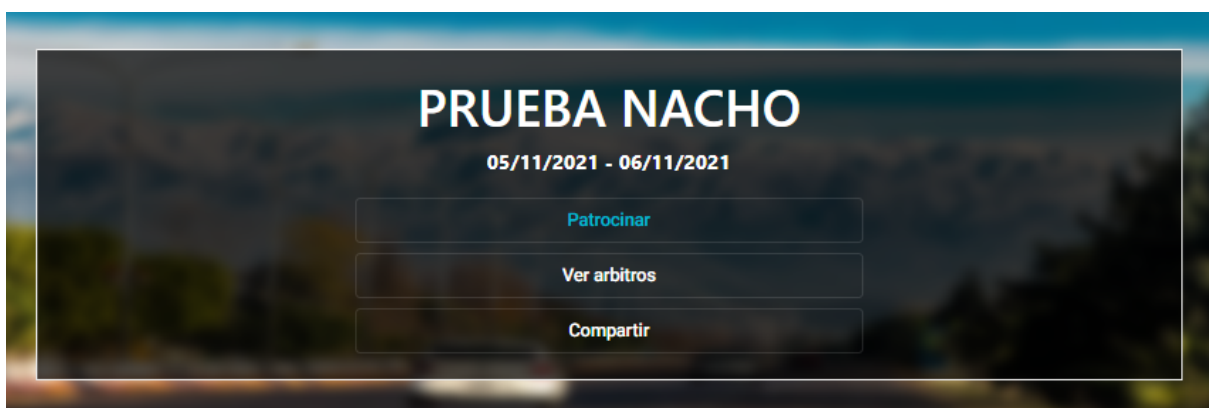 PRUEBA NACHO
05/11/2021 - 06/11/2021
Patrocinar
Ver arbitros
Compartir